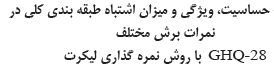 حساسیت، ویژگی و میزان اشتباه طبقه بندی کلی در
نمرات برش مختلف
GHQ-28 با روش نمره گذاری لیکرت